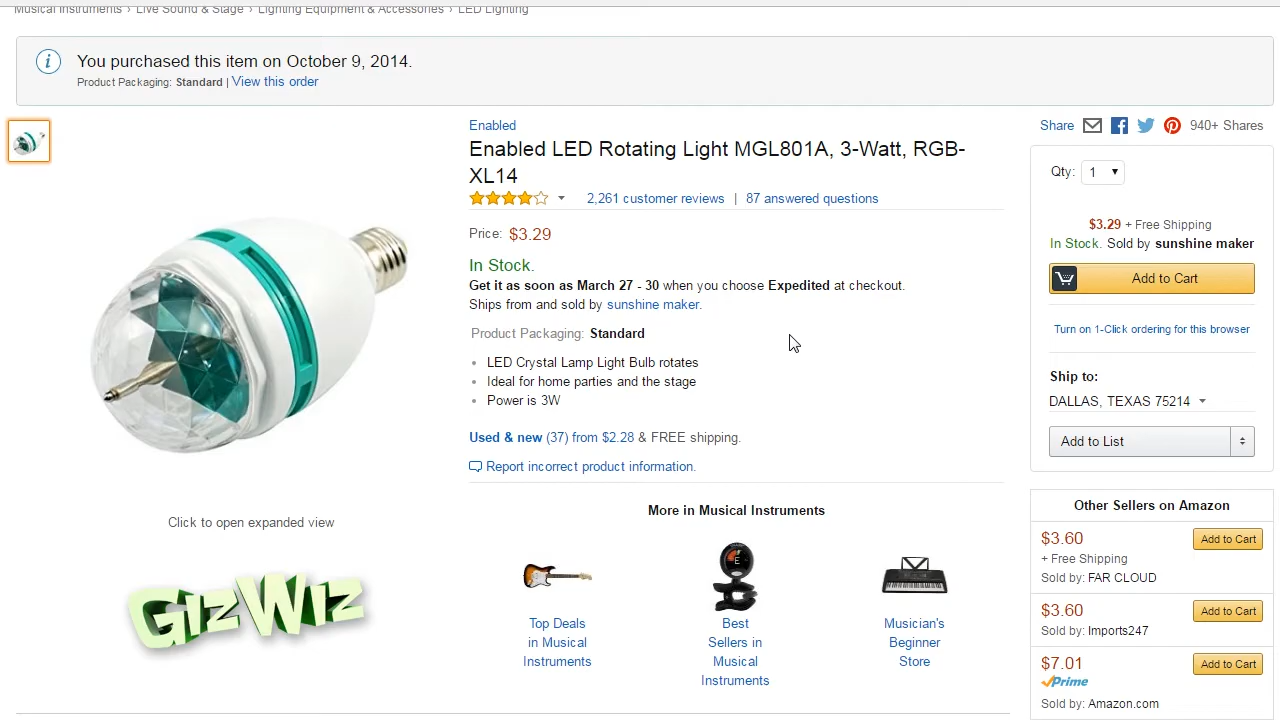 Musical Instruments › Live Sound & Stage › Lighting Equipment & Accessories › LED Lighting
i
You purchased this item on October 9, 2014.
Product Packaging: Standard | View this order
Enabled
Enabled LED Rotating Light MGL801A, 3-Watt, RGB-
XL14
2,261 customer reviews | 87 answered questions
Price: $3.29
In Stock.
Get it as soon as March 27 - 30 when you choose Expedited at checkout.
Ships from and sold by sunshine maker.
Product Packaging: Standard
• LED Crystal Lamp Light Bulb rotates
• Ideal for home parties and the stage
• Power is 3W
Used & new (37) from $2.28 & FREE shipping.
Report incorrect product information.
Click to open expanded view
GizWiz
More in Musical Instruments
E
Top Deals
in Musical
Instruments
Best
Sellers in
Musical
Instruments
Musician's
Beginner
Store
Share 940+ Shares
Qty: 1
$3.29 + Free Shipping
In Stock. Sold by sunshine maker
Add to Cart
Turn on 1-Click ordering for this browser
Ship to:
DALLAS, TEXAS 75214
Add to List
Other Sellers on Amazon
$3.60 Add to Cart
+ Free Shipping
Sold by: FAR CLOUD
$3.60 Add to Cart
Sold by: Imports247
$7.01 Add to Cart
Prime
Sold by: Amazon.com